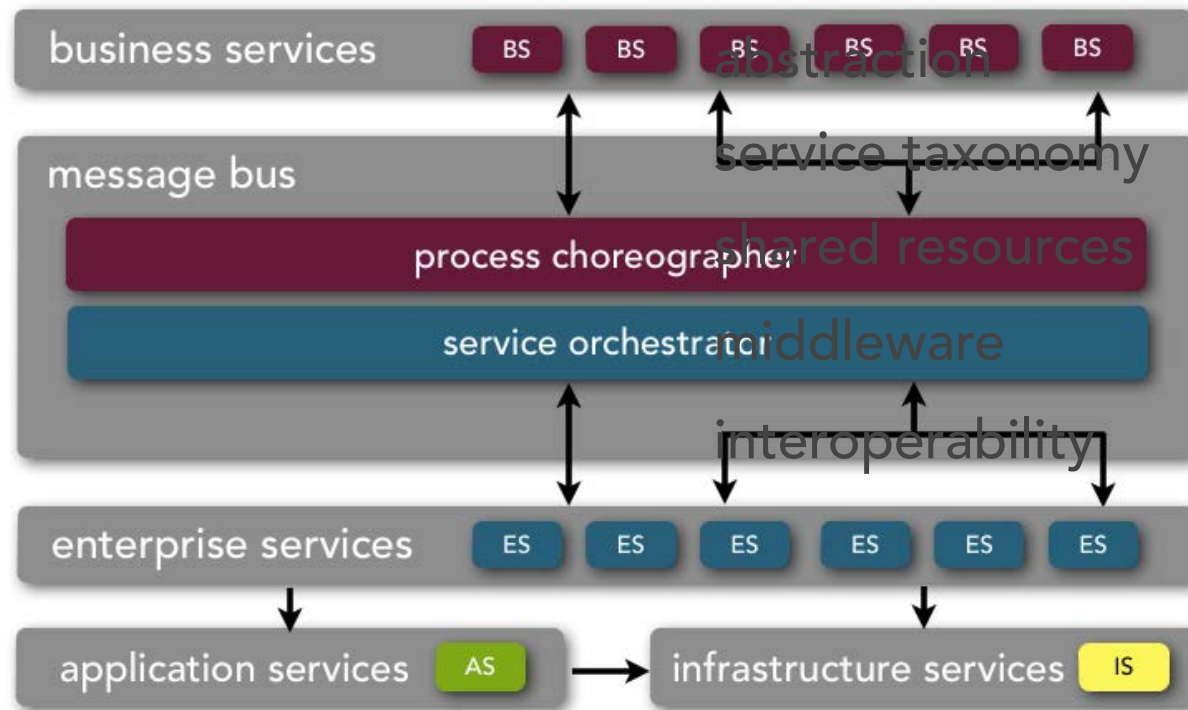 business services BS BS BS BS BS BS
abstraction
service taxonomy
message bus
shared resources
process choreographer
middleware
service orchestrator
interoperability
enterprise services ES ES ES ES ES ES
application services AS infrastructure services IS